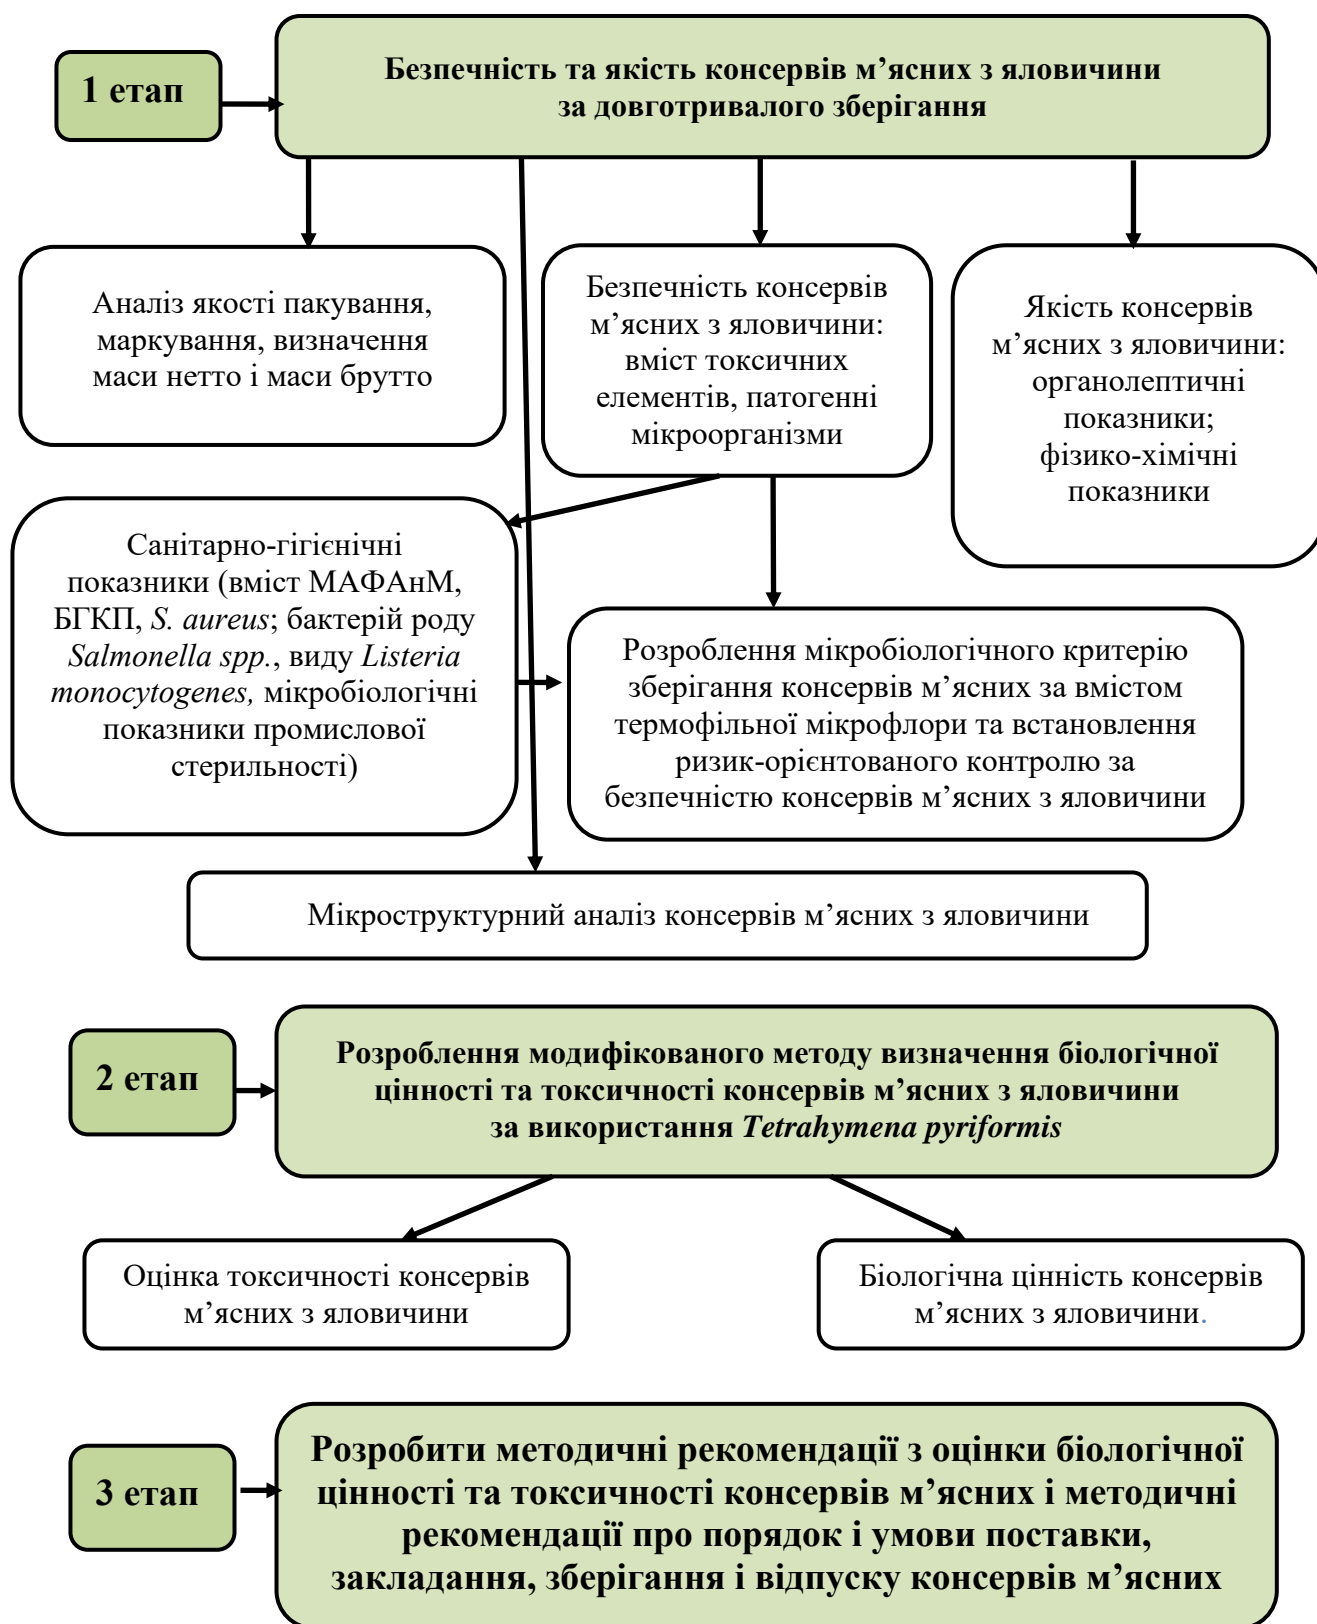 1 етап
Безпечність та якість консервів м’ясних з яловичини
за довготривалого зберігання
Аналіз якості пакування,
маркування, визначення
маси нетто і маси брутто
Безпечність консервів
м’ясних з яловичини:
вміст токсичних
елементів, патогенні
мікроорганізми
Якість консервів
м’ясних з яловичини:
органолептичні
показники;
фізико-хімічні
показники
Санітарно-гігієнічні
показники (вміст МАФАнМ,
БГКП, S. aureus; бактерій роду
Salmonella spp., виду Listeria
monocytogenes, мікробіологічні
показники промислової
стерильності)
Розроблення мікробіологічного критерію
зберігання консервів м’ясних за вмістом
термофільної мікрофлори та встановлення
ризик-орієнтованого контролю за
безпечністю консервів м’ясних з яловичини
Мікроструктурний аналіз консервів м’ясних з яловичини
2 етап
Розроблення модифікованого методу визначення біологічної
цінності та токсичності консервів м’ясних з яловичини
за використання Tetrahymena pyriformis
Оцінка токсичності консервів
м’ясних з яловичини
Біологічна цінність консервів
м’ясних з яловичини.
3 етап
Розробити методичні рекомендації з оцінки біологічної
цінності та токсичності консервів м’ясних і методичні
рекомендації про порядок і умови поставки,
закладання, зберігання і відпуску консервів м’ясних